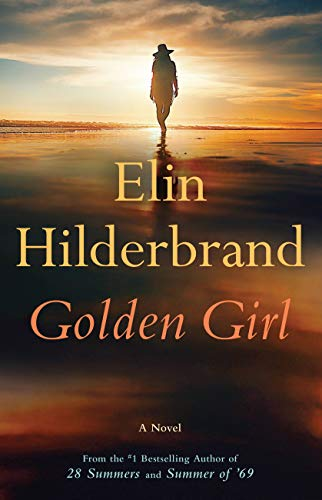 Elin
Hilderbrand
Golden Girl
A Novel
From the #1 Bestselling Author of
28 Summers and Summer of '69